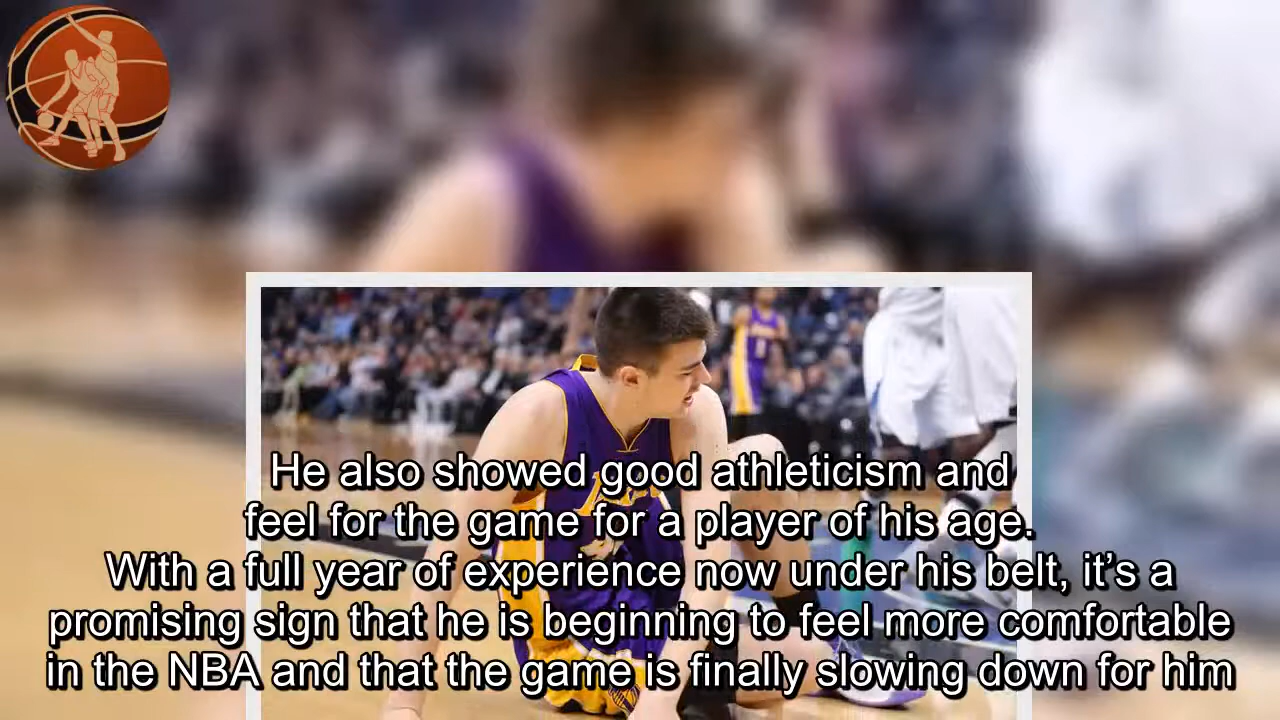 He also showed good athleticism and
feel for the game for a player of his age.
With a full year of experience now under his belt, it’s a
promising sign that he is beginning to feel more comfortable
in the NBA and that the game is finally slowing down for him